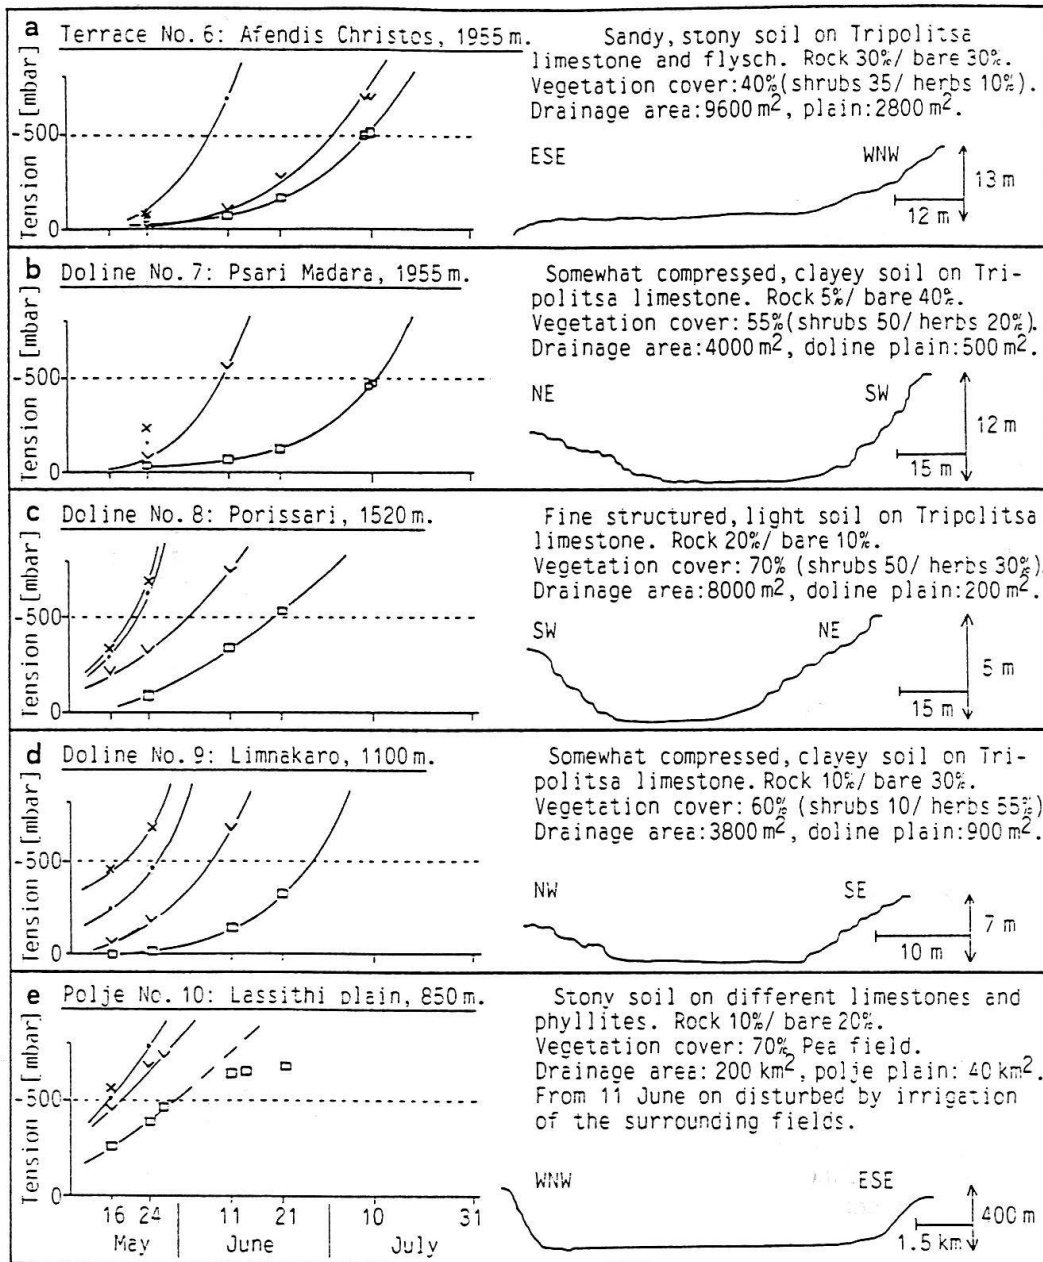 a Terrace No. 6: Afendis Christos, 1955 m.
Tension [mbar]
-500
0
Sandy, stony soil on Tripolitsa
limestone and flysch. Rock 30%/ bare 30%.
Vegetation cover: 40% (shrubs 35/ herbs 10%).
Drainage area: 9600 m², plain: 2800 m².
ESE WNW
13 m
12 m
b Doline No. 7: Psari Madara, 1955 m.
Tension [mbar]
-500
0
Somewhat compressed, clayey soil on Tri-
politsa limestone. Rock 5%/ bare 40%.
Vegetation cover: 55% (shrubs 50/ herbs 20%).
Drainage area: 4000 m², doline plain: 500 m².
NE SW
12 m
15 m
c Doline No. 8: Porissari, 1520 m.
Tension [mbar]
-500
0
Fine structured, light soil on Tripolitsa
limestone. Rock 20%/ bare 10%.
Vegetation cover: 70% (shrubs 50/ herbs 30%)
Drainage area: 8000 m², doline plain: 200 m².
SW NE
5 m
15 m
d Doline No. 9: Limnakaro, 1100 m.
Tension [mbar]
-500
0
Somewhat compressed, clayey soil on Tri-
politsa limestone. Rock 10%/ bare 30%.
Vegetation cover: 60% (shrubs 10/ herbs 55%)
Drainage area: 3800 m², doline plain: 900 m².
NW SE
7 m
10 m
e Polje No. 10: Lassithi plain, 850 m.
Tension [mbar]
-500
0
16 24 11 21 10 31
May June July
Stony soil on different limestones and
phyllites. Rock 10%/ bare 20%.
Vegetation cover: 70% Pea field.
Drainage area: 200 km², polje plain: 40 km².
From 11 June on disturbed by irrigation
of the surrounding fields.
WNW ESE
400 m
1.5 km